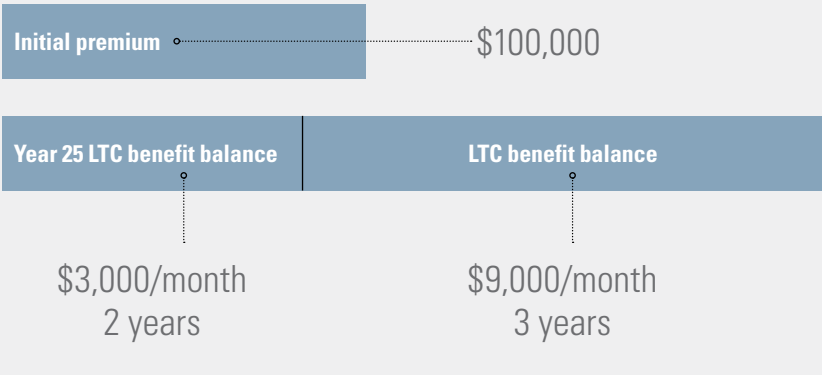 Initial premium
$100,000
Year 25 LTC benefit balance
LTC benefit balance
$3,000/month
2 years
$9,000/month
3 years